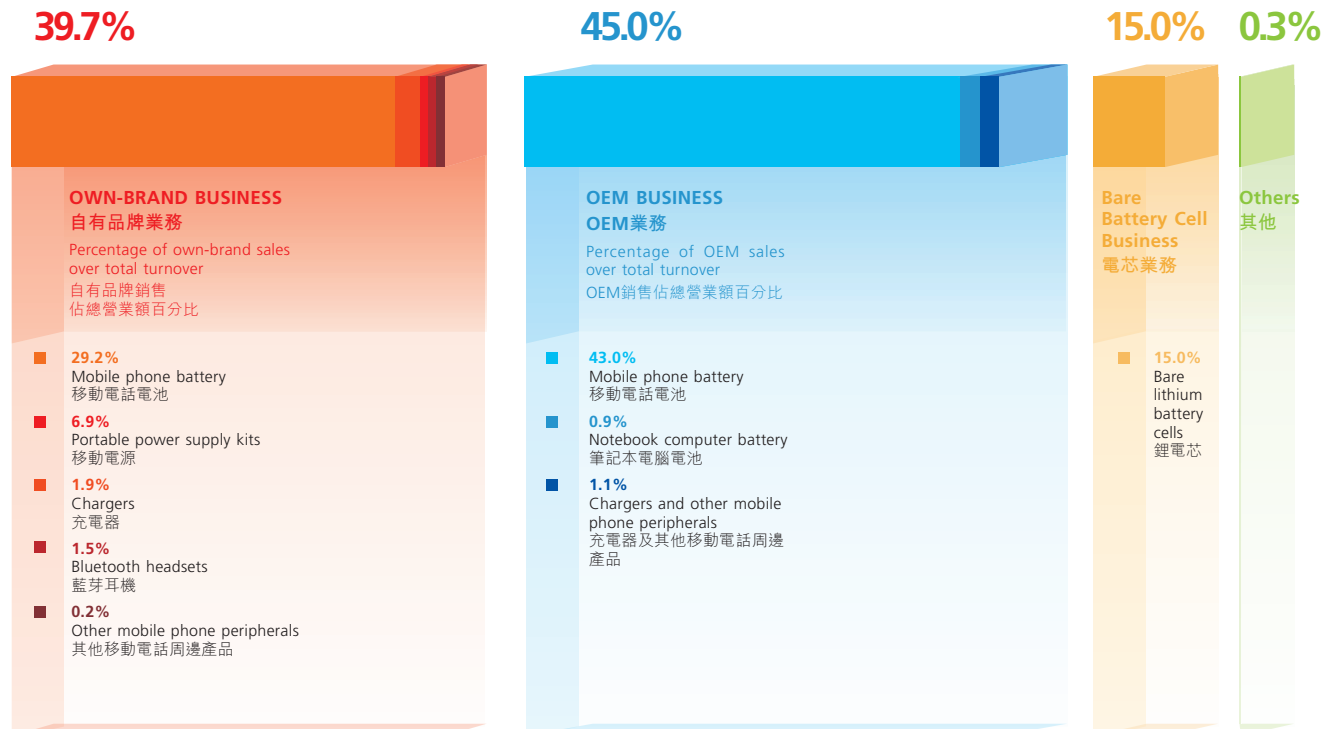 39.7%
45.0%
15.0%
0.3%
OWN-BRAND BUSINESS
自有品牌業務
Percentage of own-brand sales
over total turnover
自有品牌銷售
佔總營業額百分比
29.2%
Mobile phone battery
移動電話電池
6.9%
Portable power supply kits
移動電源
1.9%
Chargers
充電器
1.5%
Bluetooth headsets
藍芽耳機
0.2%
Other mobile phone peripherals
其他移動電話周邊產品
OEM BUSINESS
OEM業務
Percentage of OEM sales
over total turnover
OEM銷售佔總營業額百分比
43.0%
Mobile phone battery
移動電話電池
0.9%
Notebook computer battery
筆記本電腦電池
1.1%
Chargers and other mobile
phone peripherals
充電器及其他移動電話周邊
產品
Bare
Battery Cell
Business
電芯業務
15.0%
Bare
lithium
battery
cells
鋰電芯
Others
其他